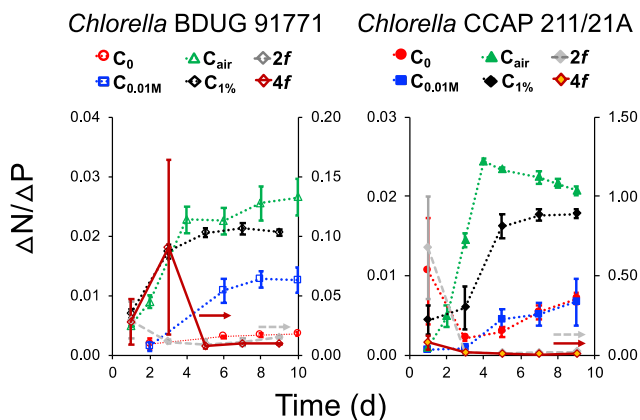 Chlorella BDUG 91771 Chlorella CCAP 211/21A
C0 Cair 2f C0 Cair 2f
C0.01M C1% 4f C0.01M C1% 4f
0.04 0.20 0.03 1.50
0.03 0.15
0.02 1.00
0.02 0.10
0.01 0.50
0.01 0.05
0.00 0.00 0.00 0.00
0 2 4 6 8 10 0 2 4 6 8 10
ΔN/ΔP
Time (d)